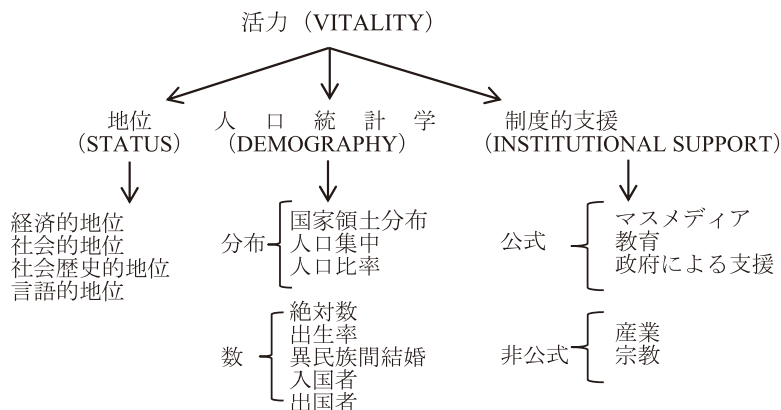 活力（VITALITY）
地位
（STATUS）
人口統計学
（DEMOGRAPHY）
制度的支援
（INSTITUTIONAL SUPPORT）
経済的地位
社会的地位
社会歴史的地位
言語的地位
分布
国家領土分布
人口集中
人口比率
数
絶対数
出生率
異民族間結婚
入国者
出国者
公式
マスメディア
教育
政府による支援
非公式
産業
宗教